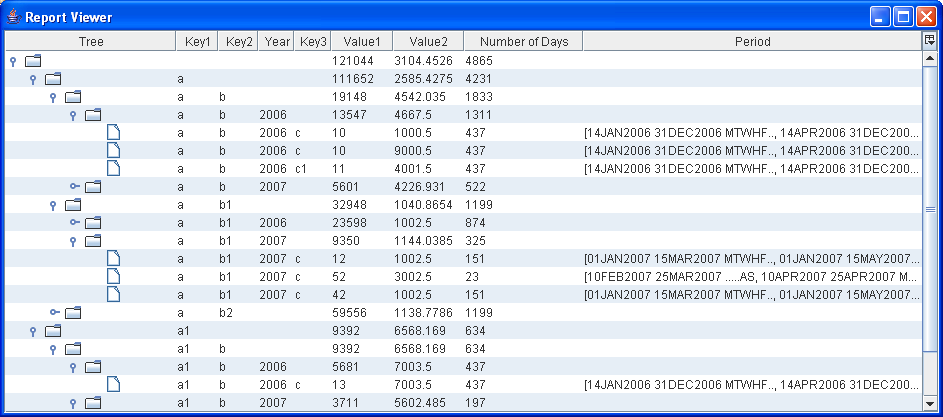 Report Viewer
Tree Key1 Key2 Year Key3 Value1 Value2 Number of Days Period
121044 3104.4526 4865
a 111652 2585.4275 4231
a b 19148 4542.035 1833
a b 2006 13547 4667.5 1311
a b 2006 c 10 1000.5 437 [14JAN2006 31DEC2006 MTWHF.., 14APR2006 31DEC200...
a b 2006 c 10 9000.5 437 [14JAN2006 31DEC2006 MTWHF.., 14APR2006 31DEC200...
a b 2006 c1 11 4001.5 437 [14JAN2006 31DEC2006 MTWHF.., 14APR2006 31DEC200...
a b 2007 5601 4226.931 522
a b1 32948 1040.8654 1199
a b1 2006 23598 1002.5 874
a b1 2007 9350 1144.0385 325
a b1 2007 c 12 1002.5 151 [01JAN2007 15MAR2007 MTWHF.., 01JAN2007 15MAY2007...
a b1 2007 c 52 3002.5 23 [10FEB2007 25MAR2007 .....AS, 10APR2007 25APR2007 M...
a b1 2007 c 42 1002.5 151 [01JAN2007 15MAR2007 MTWHF.., 01JAN2007 15MAY2007...
a b2 59556 1138.7786 1199
a1 9392 6568.169 634
a1 b 9392 6568.169 634
a1 b 2006 5681 7003.5 437
a1 b 2006 c 13 7003.5 437 [14JAN2006 31DEC2006 MTWHF.., 14APR2006 31DEC200...
a1 b 2007 3711 5602.485 197